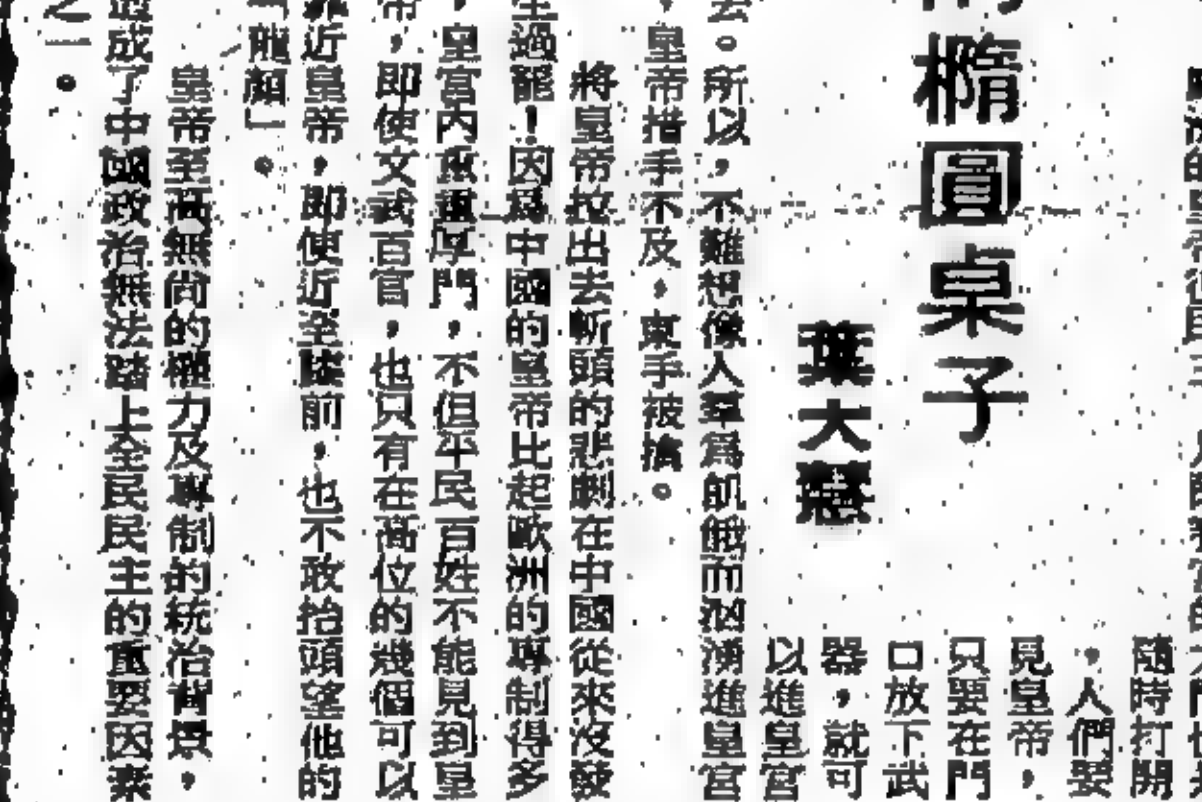 橢圓桌子
葉大
隨時打開
，人們要
見皇帝，
只要在門
口放下武
器，就可
以進皇宮
去。所以，不難想像人羣爲飢餓而洶湧進皇宮
，皇帝措手不及，束手被擒。
將皇帝拉出去斬頭的悲劇在中國從來沒發
生過罷！因爲中國的皇帝比起歐洲的專制得多
，皇宮內重重厚門，不但平民百姓不能見到皇
帝，即使文武百官，也只有在高位的幾個可以
靠近皇帝，即使近至膝前，也不敢抬頭望他的
「龍顏」。
皇帝至高無尚的權力及專制的統治背景，
造成了中國政治無法踏上全民民主的重要因素
之一。